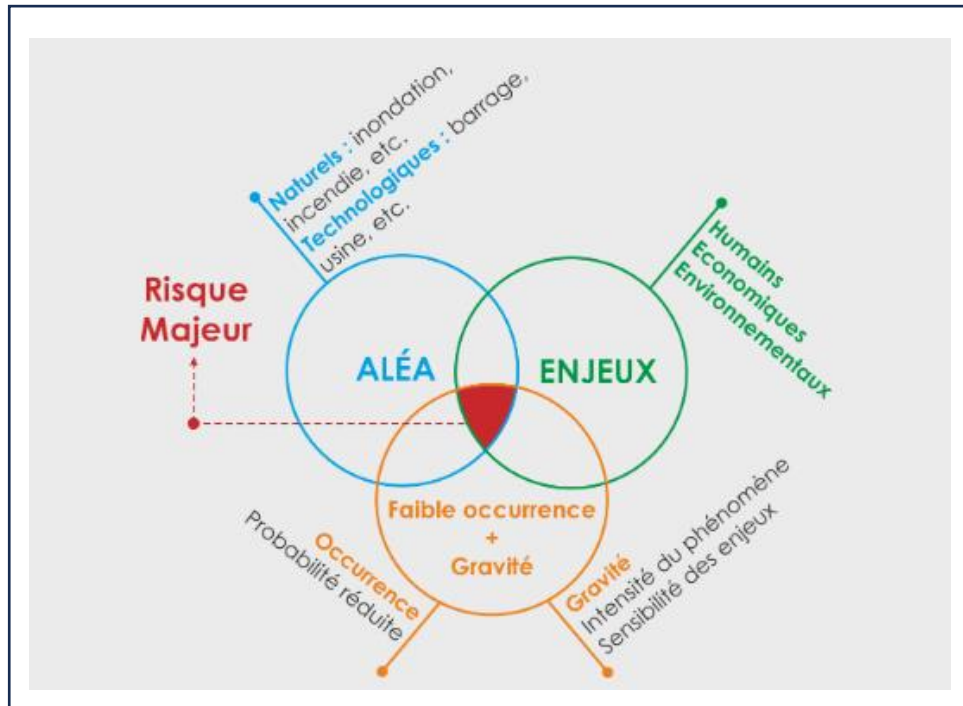 Naturels : inondation,
incendie, etc.
Technologiques : barrage,
usine, etc.
Humains
Economiques
Environnementaux
Risque
Majeur
ALÉA
ENJEUX
Faible occurrence
+
Gravité
Occurrence
Probabilité réduite
Gravité
Intensité du phénomène
Sensibilité des enjeux